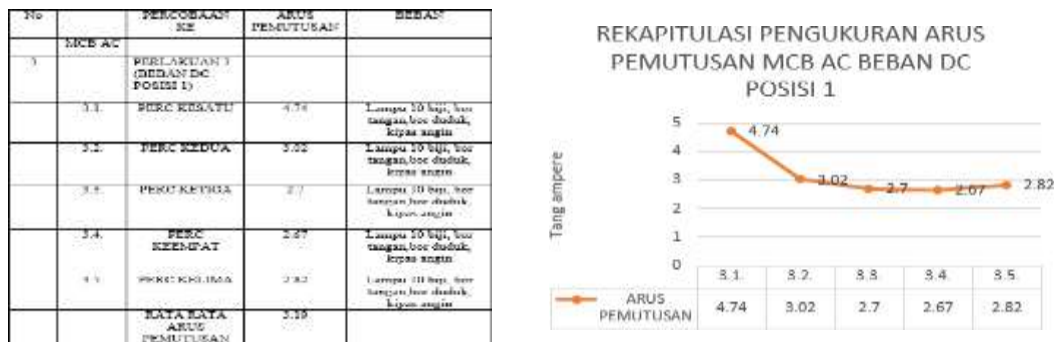 No PERCOBAAN KE ARUS PEMUTUSAN BEBAN
MCB AC
3 PERLAKUAN 3 (BEBAN DC POSISI 1)
3.1. PERC KESATU 4.74 Lampu 10 biji, bor tangan,bor duduk, kipas angin
3.2. PERC KEDUA 3.02 Lampu 10 biji, bor tangan,bor duduk, kipas angin
3.3. PERC KETIGA 2.7 Lampu 10 biji, bor tangan,bor duduk, kipas angin
3.4. PERC KEEMPAT 2.67 Lampu 10 biji, bor tangan,bor duduk, kipas angin
3.5. PERC KELIMA 2.82 Lampu 10 biji, bor tangan,bor duduk, kipas angin
RATA RATA ARUS PEMUTUSAN 3.19
REKAPITULASI PENGUKURAN ARUS
PEMUTUSAN MCB AC BEBAN DC
POSISI 1
Tang ampere
5
4
3
2
1
0
4.74
3.02
2.7
2.67
2.82
3.1. 3.2. 3.3. 3.4. 3.5.
ARUS PEMUTUSAN 4.74 3.02 2.7 2.67 2.82